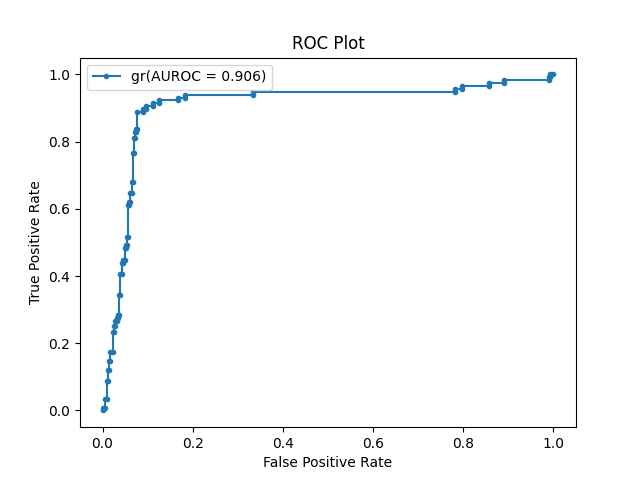 ROC Plot
gr(AUROC = 0.906)
1.0
0.8
0.6
0.4
0.2
0.0
True Positive Rate
0.0 0.2 0.4 0.6 0.8 1.0
False Positive Rate